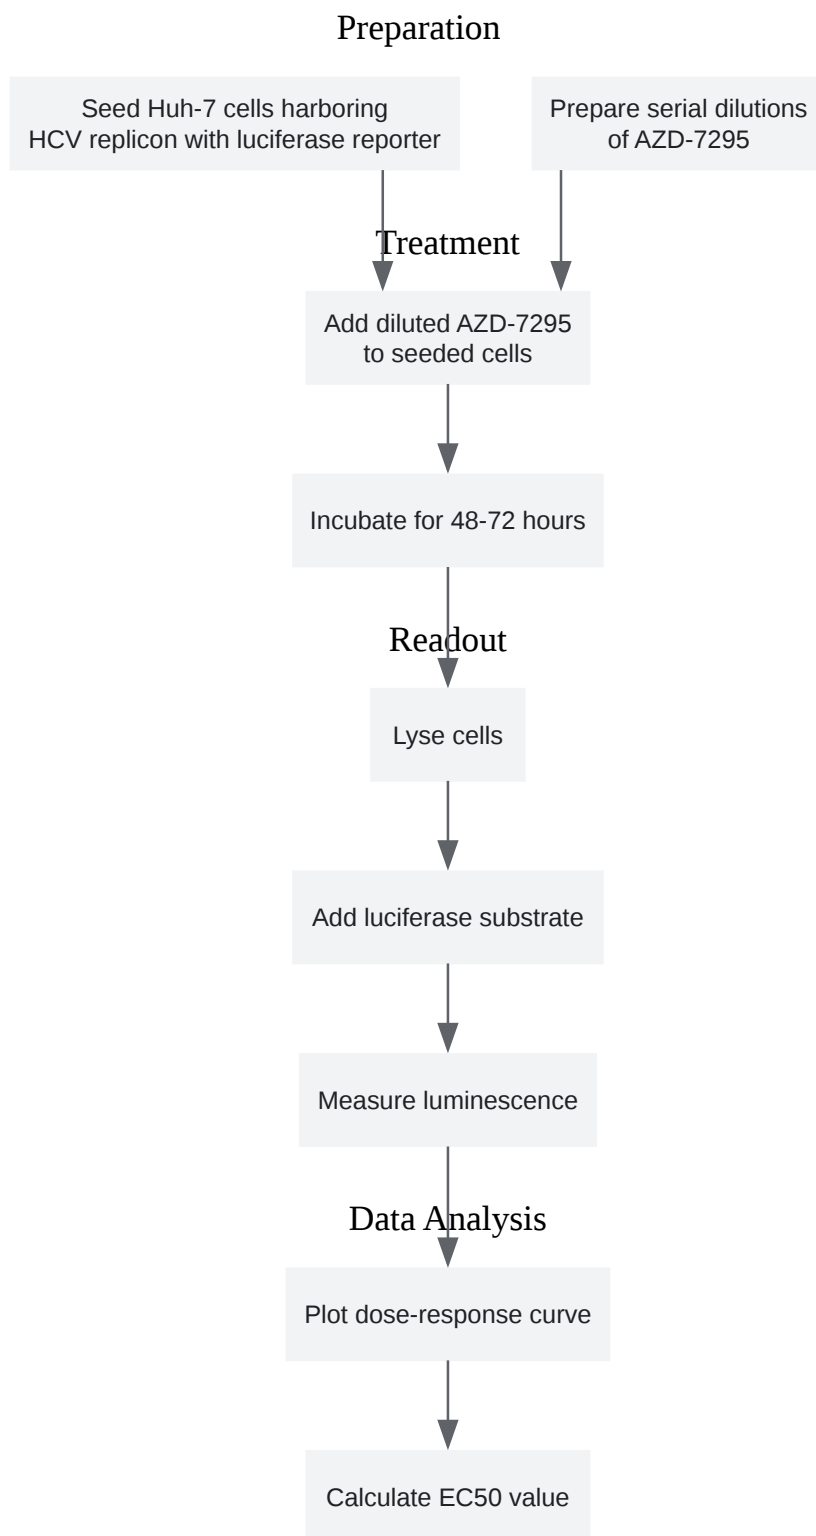 Preparation
Seed Huh-7 cells harboring
HCV replicon with luciferase reporter
Prepare serial dilutions
of AZD-7295
Treatment
Add diluted AZD-7295
to seeded cells
Incubate for 48-72 hours
Readout
Lyse cells
Add luciferase substrate
Measure luminescence
Data Analysis
Plot dose-response curve
Calculate EC50 value